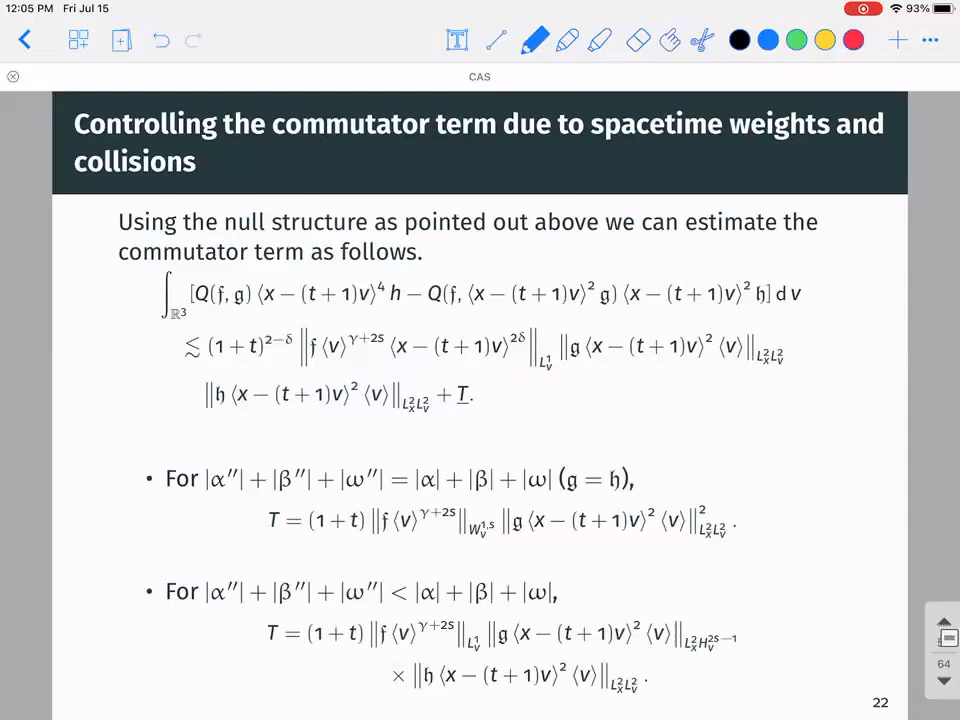 12:05 PM Fri Jul 15 93%
CAS
Controlling the commutator term due to spacetime weights and
collisions
Using the null structure as pointed out above we can estimate the
commutator term as follows.
∫_{ℝ³} [Q(𝔣, 𝔤) ⟨x − (t + 1)v⟩⁴ h − Q(𝔣, ⟨x − (t + 1)v⟩² 𝔤) ⟨x − (t + 1)v⟩² 𝔥] d v
≲ (1 + t)^{2−δ} ‖𝔣 ⟨v⟩^{γ+2s} ⟨x − (t + 1)v⟩^{2δ}‖_{L¹_v} ‖𝔤 ⟨x − (t + 1)v⟩² ⟨v⟩‖_{L²_x L²_v}
‖𝔥 ⟨x − (t + 1)v⟩² ⟨v⟩‖_{L²_x L²_v} + T.
• For |α″| + |β″| + |ω″| = |α| + |β| + |ω| (𝔤 = 𝔥),
T = (1 + t) ‖𝔣 ⟨v⟩^{γ+2s}‖_{W^{1,s}_v} ‖𝔤 ⟨x − (t + 1)v⟩² ⟨v⟩‖²_{L²_x L²_v} .
• For |α″| + |β″| + |ω″| < |α| + |β| + |ω|,
T = (1 + t) ‖𝔣 ⟨v⟩^{γ+2s}‖_{L¹_v} ‖𝔤 ⟨x − (t + 1)v⟩² ⟨v⟩‖_{L²_x H^{2s−1}_v}
× ‖𝔥 ⟨x − (t + 1)v⟩² ⟨v⟩‖_{L²_x L²_v} .
64
22